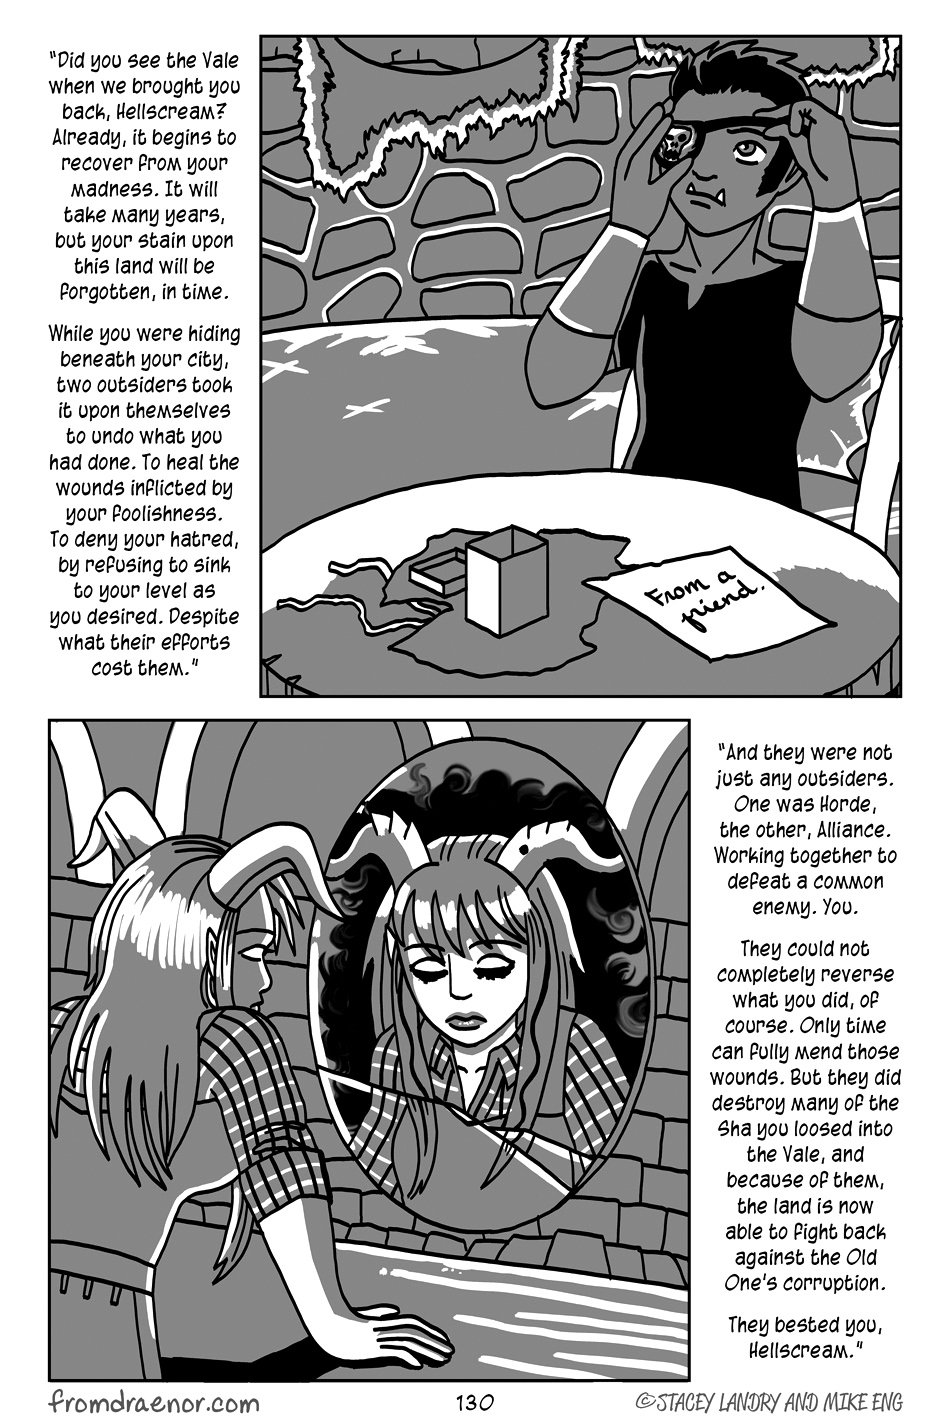 "Did you see the Vale
when we brought you
back, Hellscream?
Already, it begins to
recover from your
madness. It will
take many years,
but your stain upon
this land will be
forgotten, in time.
While you were hiding
beneath your city,
two outsiders took
it upon themselves
to undo what you
had done. To heal the
wounds inflicted by
your foolishness.
To deny your hatred,
by refusing to sink
to your level as
you desired. Despite
what their efforts
cost them."
From a
friend.
"And they were not
just any outsiders.
One was Horde,
the other, Alliance.
Working together to
defeat a common
enemy. You.
They could not
completely reverse
what you did, of
course. Only time
can fully mend those
wounds. But they did
destroy many of the
Sha you loosed into
the Vale, and
because of them,
the land is now
able to fight back
against the Old
One's corruption.
They bested you,
Hellscream."
fromdraenor.com
130
©STACEY LANDRY AND MIKE ENG